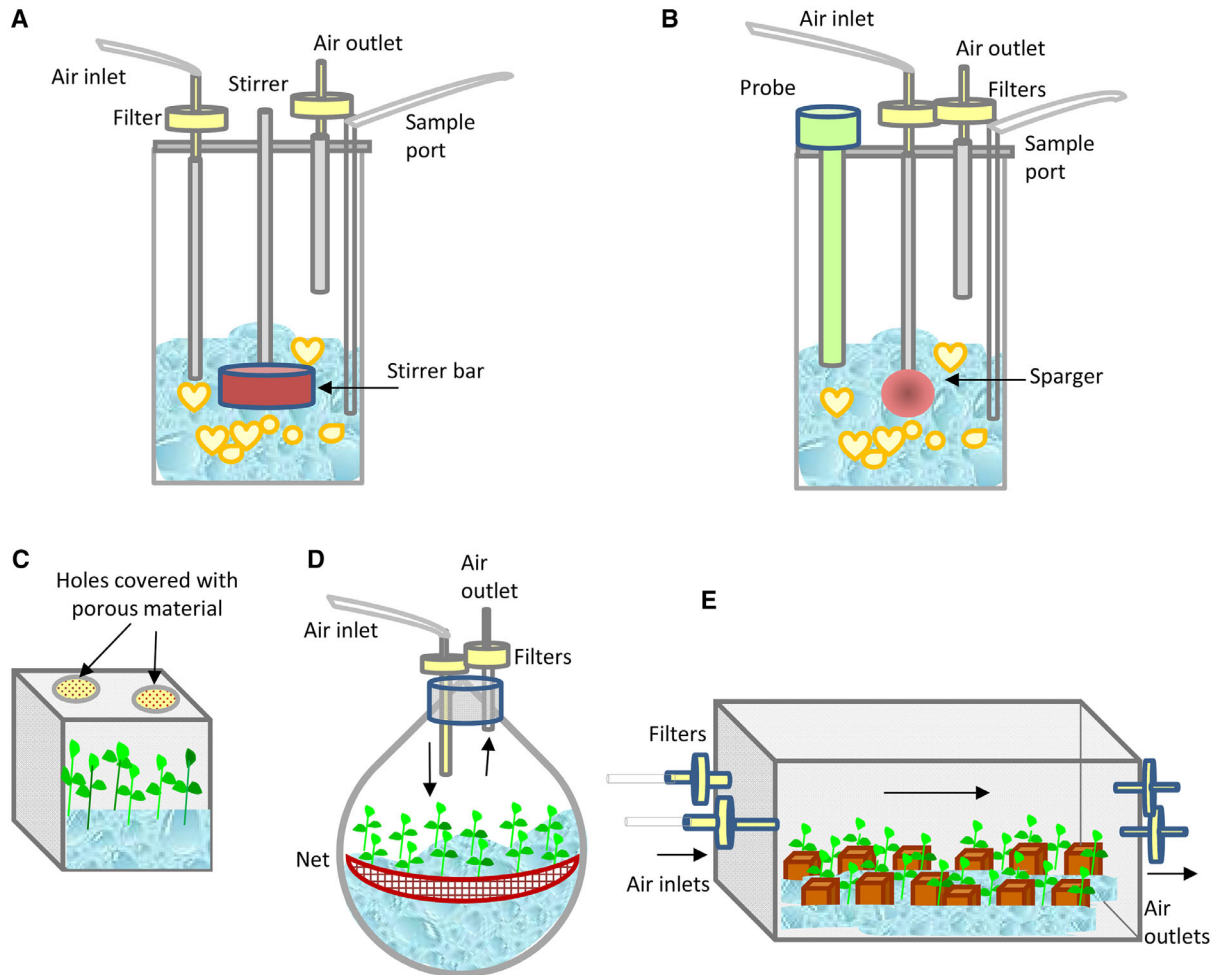 A
Air inlet
Air outlet
Stirrer
Filter
Sample
port
Stirrer bar
B
Air inlet
Air outlet
Probe
Filters
Sample
port
Sparger
C
Holes covered with
porous material
D
Air
outlet
Air inlet
Filters
Net
E
Filters
Air inlets
Air
outlets